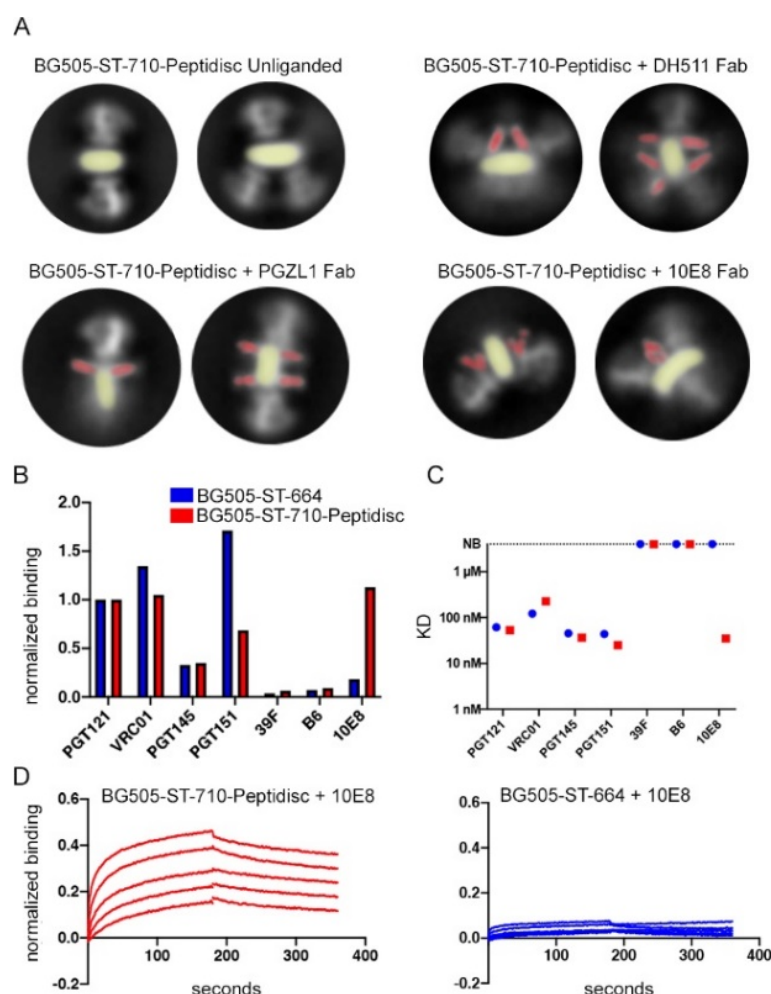 A
BG505-ST-710-Peptidisc Unliganded
BG505-ST-710-Peptidisc + DH511 Fab
BG505-ST-710-Peptidisc + PGZL1 Fab
BG505-ST-710-Peptidisc + 10E8 Fab
B
BG505-ST-664
BG505-ST-710-Peptidisc
normalized binding
2.0
1.5
1.0
0.5
0.0
PGT121
VRC01
PGT145
PGT151
39F
B6
10E8
C
KD
NB
1 µM
100 nM
10 nM
1 nM
PGT121
VRC01
PGT145
PGT151
39F
B6
10E8
D
BG505-ST-710-Peptidisc + 10E8
normalized binding
0.6
0.4
0.2
0.0
-0.2
100
200
300
400
seconds
BG505-ST-664 + 10E8
0.6
0.4
0.2
0.0
-0.2
100
200
300
400
seconds